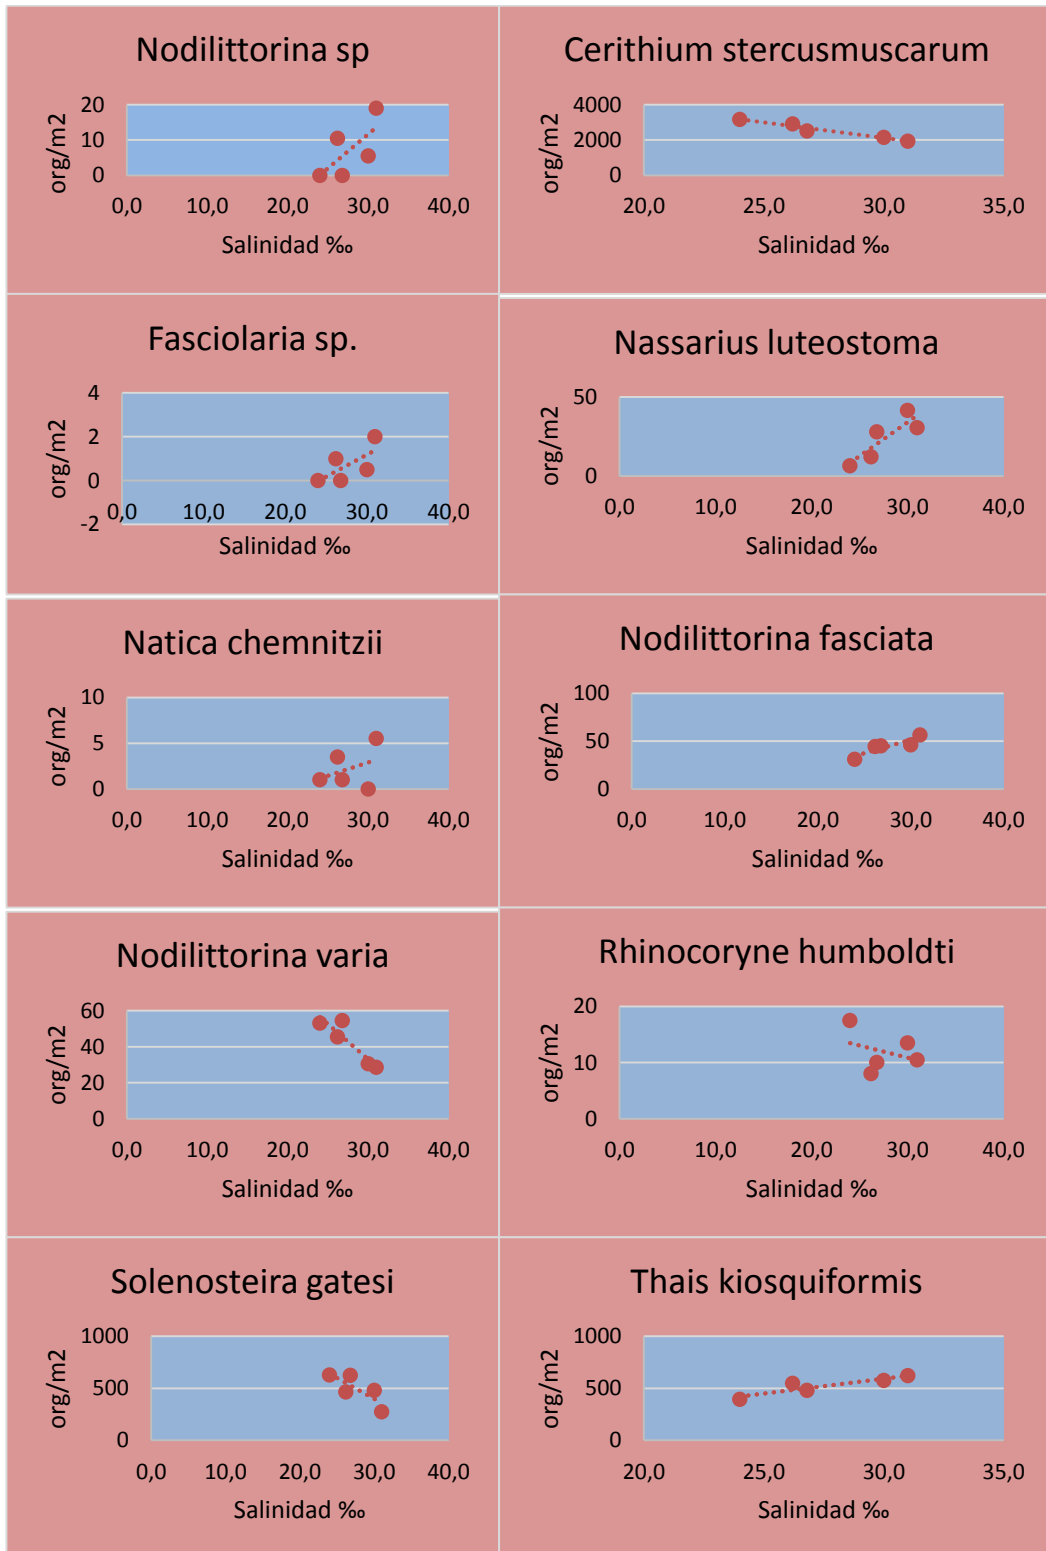 Nodilittorina sp
20
10
0
org/m2
0,0 10,0 20,0 30,0 40,0
Salinidad ‰
Cerithium stercusmuscarum
4000
2000
0
org/m2
20,0 25,0 30,0 35,0
Salinidad ‰
Fasciolaria sp.
4
2
0
-2
org/m2
0,0 10,0 20,0 30,0 40,0
Salinidad ‰
Nassarius luteostoma
50
0
org/m2
0,0 10,0 20,0 30,0 40,0
Salinidad ‰
Natica chemnitzii
10
5
0
org/m2
0,0 10,0 20,0 30,0 40,0
Salinidad ‰
Nodilittorina fasciata
100
50
0
org/m2
0,0 10,0 20,0 30,0 40,0
Salinidad ‰
Nodilittorina varia
60
40
20
0
org/m2
0,0 10,0 20,0 30,0 40,0
Salinidad ‰
Rhinocoryne humboldti
20
10
0
org/m2
0,0 10,0 20,0 30,0 40,0
Salinidad ‰
Solenosteira gatesi
1000
500
0
org/m2
0,0 10,0 20,0 30,0 40,0
Salinidad ‰
Thais kiosquiformis
1000
500
0
org/m2
20,0 25,0 30,0 35,0
Salinidad ‰